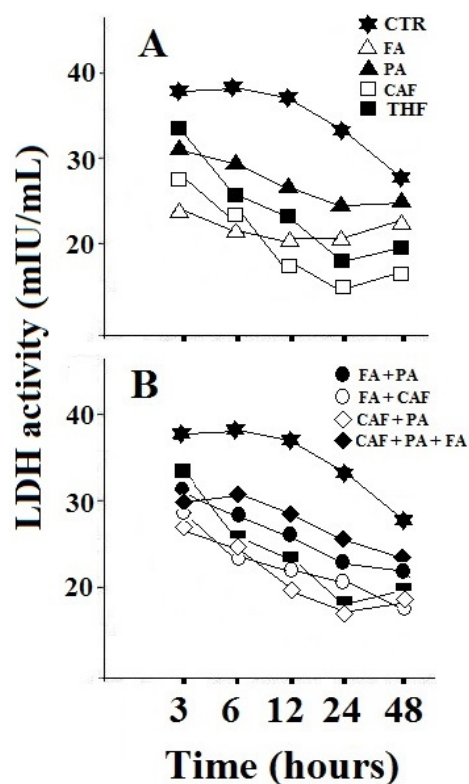 A
CTR
FA
PA
CAF
THF
40
30
20
LDH activity (mIU/mL)
B
FA+PA
FA+CAF
CAF+PA
CAF+PA+FA
40
30
20
3 6 12 24 48
Time (hours)